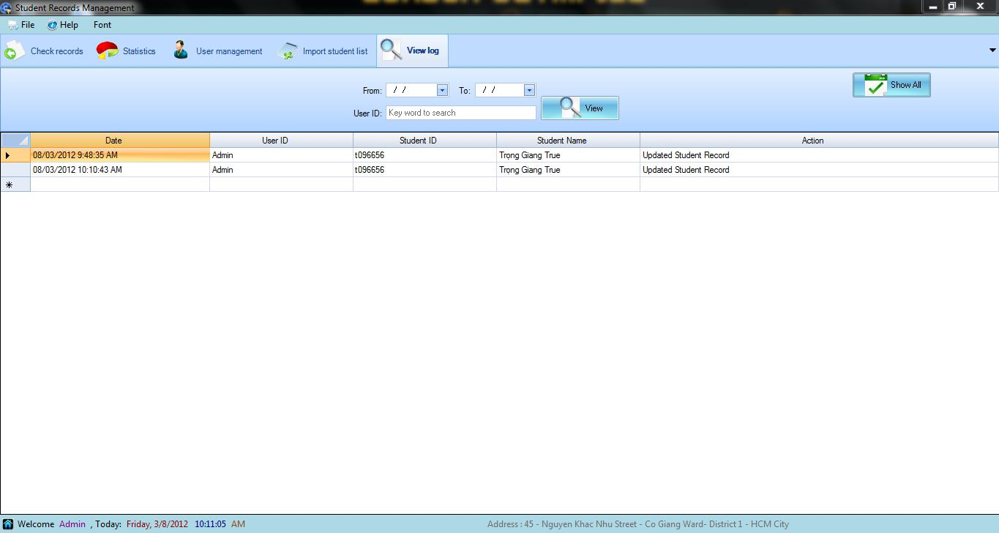 Student Records Management
File Help Font
Check records Statistics User management Import student list View log
From: / / To: / / Show All
User ID: Key word to search View
Date User ID Student ID Student Name Action
08/03/2012 9:48:35 AM Admin t096656 Trọng Giang True Updated Student Record
08/03/2012 10:10:43 AM Admin t096656 Trọng Giang True Updated Student Record
Welcome Admin , Today: Friday, 3/8/2012 10:11:05 AM Address : 45 - Nguyen Khac Nhu Street - Co Giang Ward- District 1 - HCM City